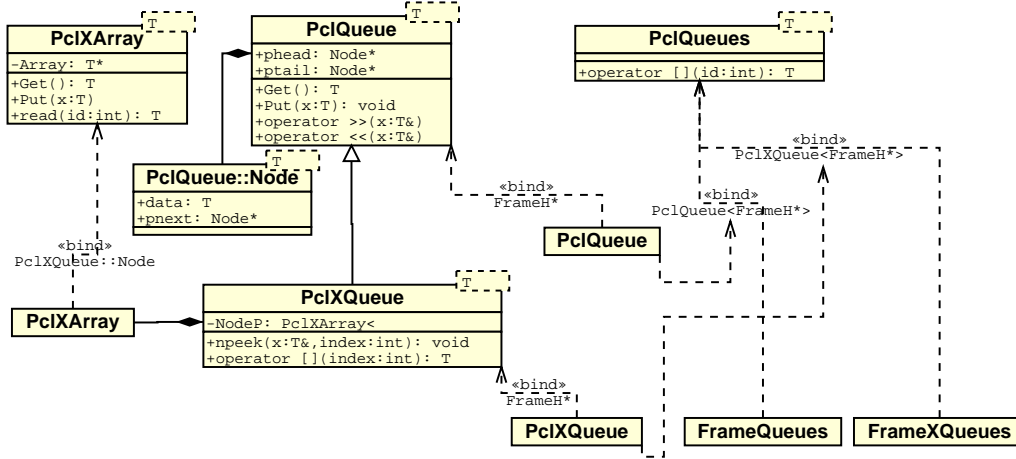 T
PclXArray
-Array: T*
+Get(): T
+Put(x:T)
+read(id:int): T
T
PclQueue
+phead: Node*
+ptail: Node*
+Get(): T
+Put(x:T): void
+operator >>(x:T&)
+operator <<(x:T&)
T
PclQueues
+operator [](id:int): T
T
PclQueue::Node
+data: T
+pnext: Node*
«bind»
PclXQueue<FrameH*>
«bind»
FrameH*
«bind»
PclQueue<FrameH*>
PclQueue
«bind»
PclXQueue::Node
PclXArray
T
PclXQueue
-NodeP: PclXArray<
+npeek(x:T&,index:int): void
+operator [](index:int): T
«bind»
FrameH*
PclXQueue
FrameQueues
FrameXQueues